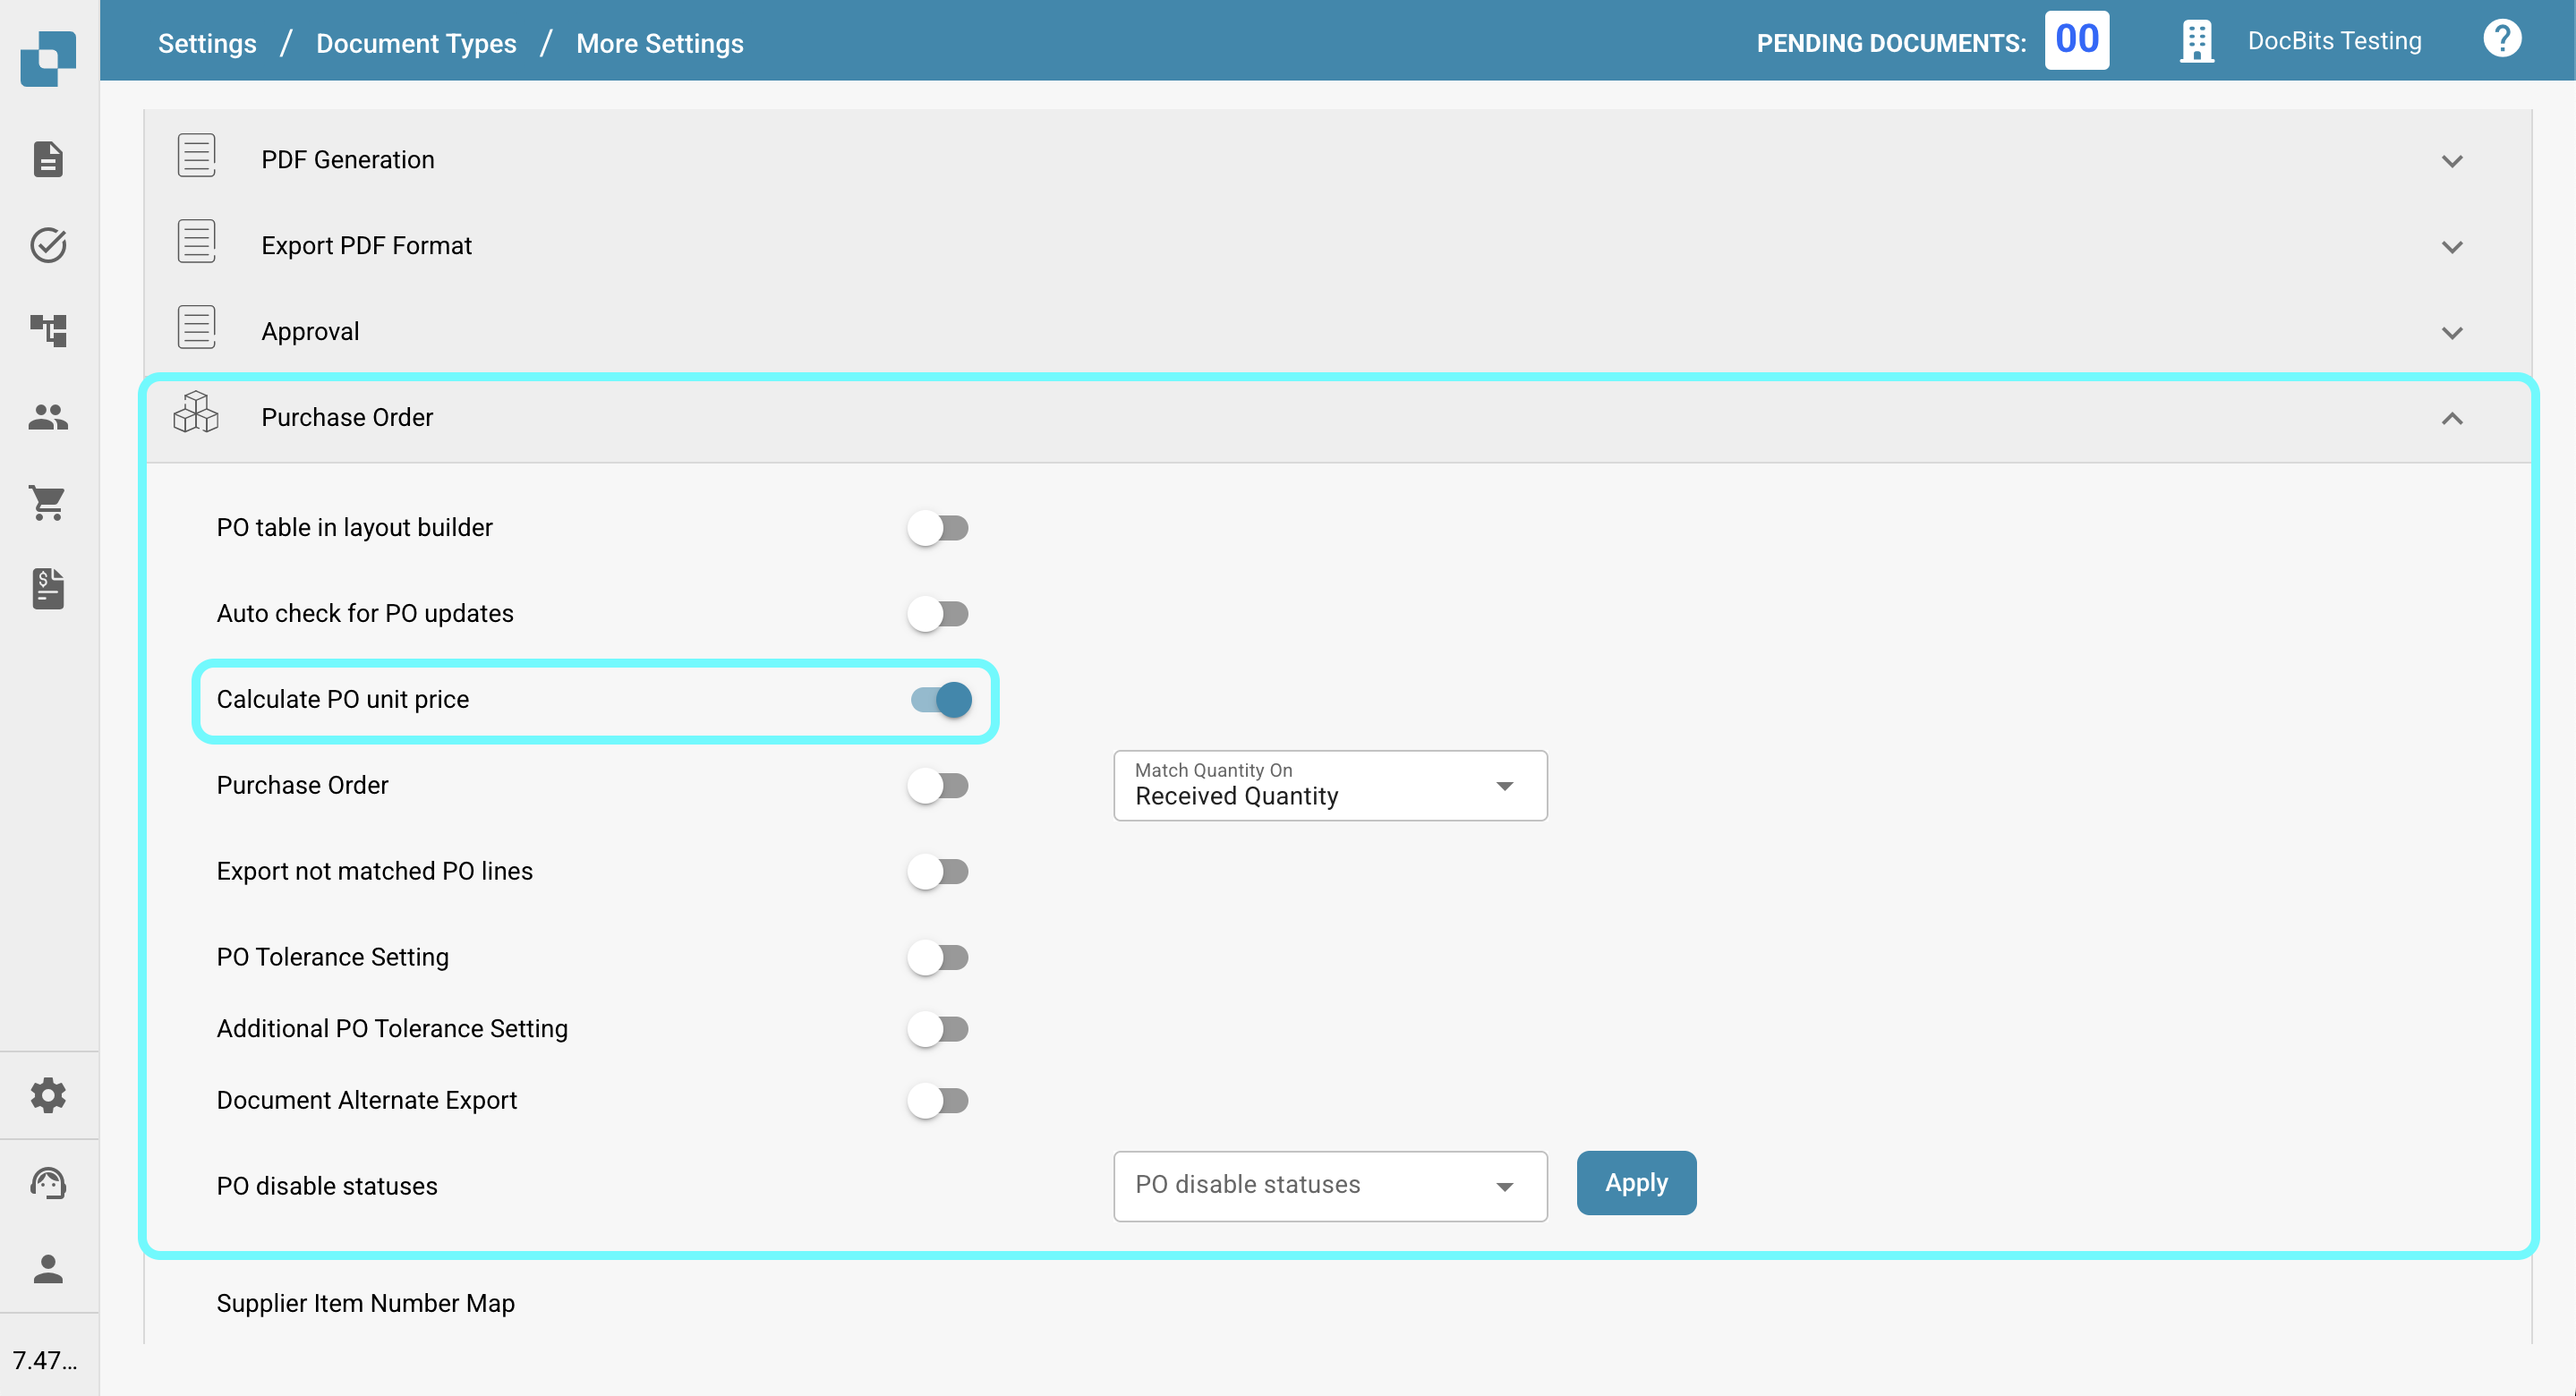 Settings / Document Types / More Settings
PENDING DOCUMENTS: 00
DocBits Testing
?
PDF Generation
Export PDF Format
Approval
Purchase Order
PO table in layout builder
Auto check for PO updates
Calculate PO unit price
Purchase Order
Match Quantity On
Received Quantity
Export not matched PO lines
PO Tolerance Setting
Additional PO Tolerance Setting
Document Alternate Export
PO disable statuses
PO disable statuses
Apply
Supplier Item Number Map
7.47...